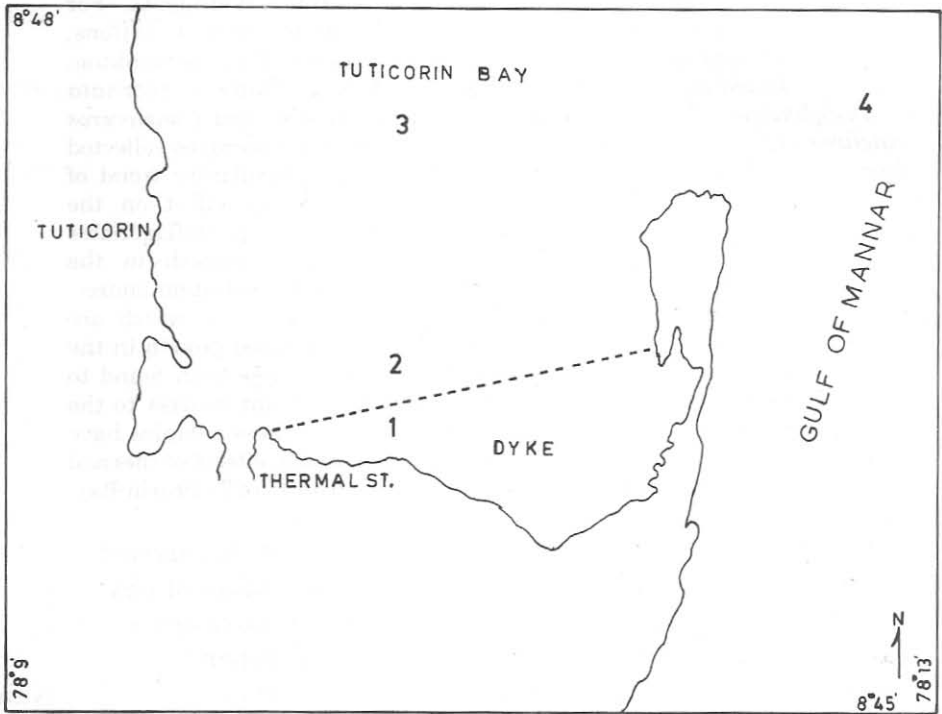 8°48'
TUTICORIN BAY
3
4
TUTICORIN
GULF OF MANNAR
2
1
DYKE
THERMAL ST.
N
78°9'
8°45'
78°13'